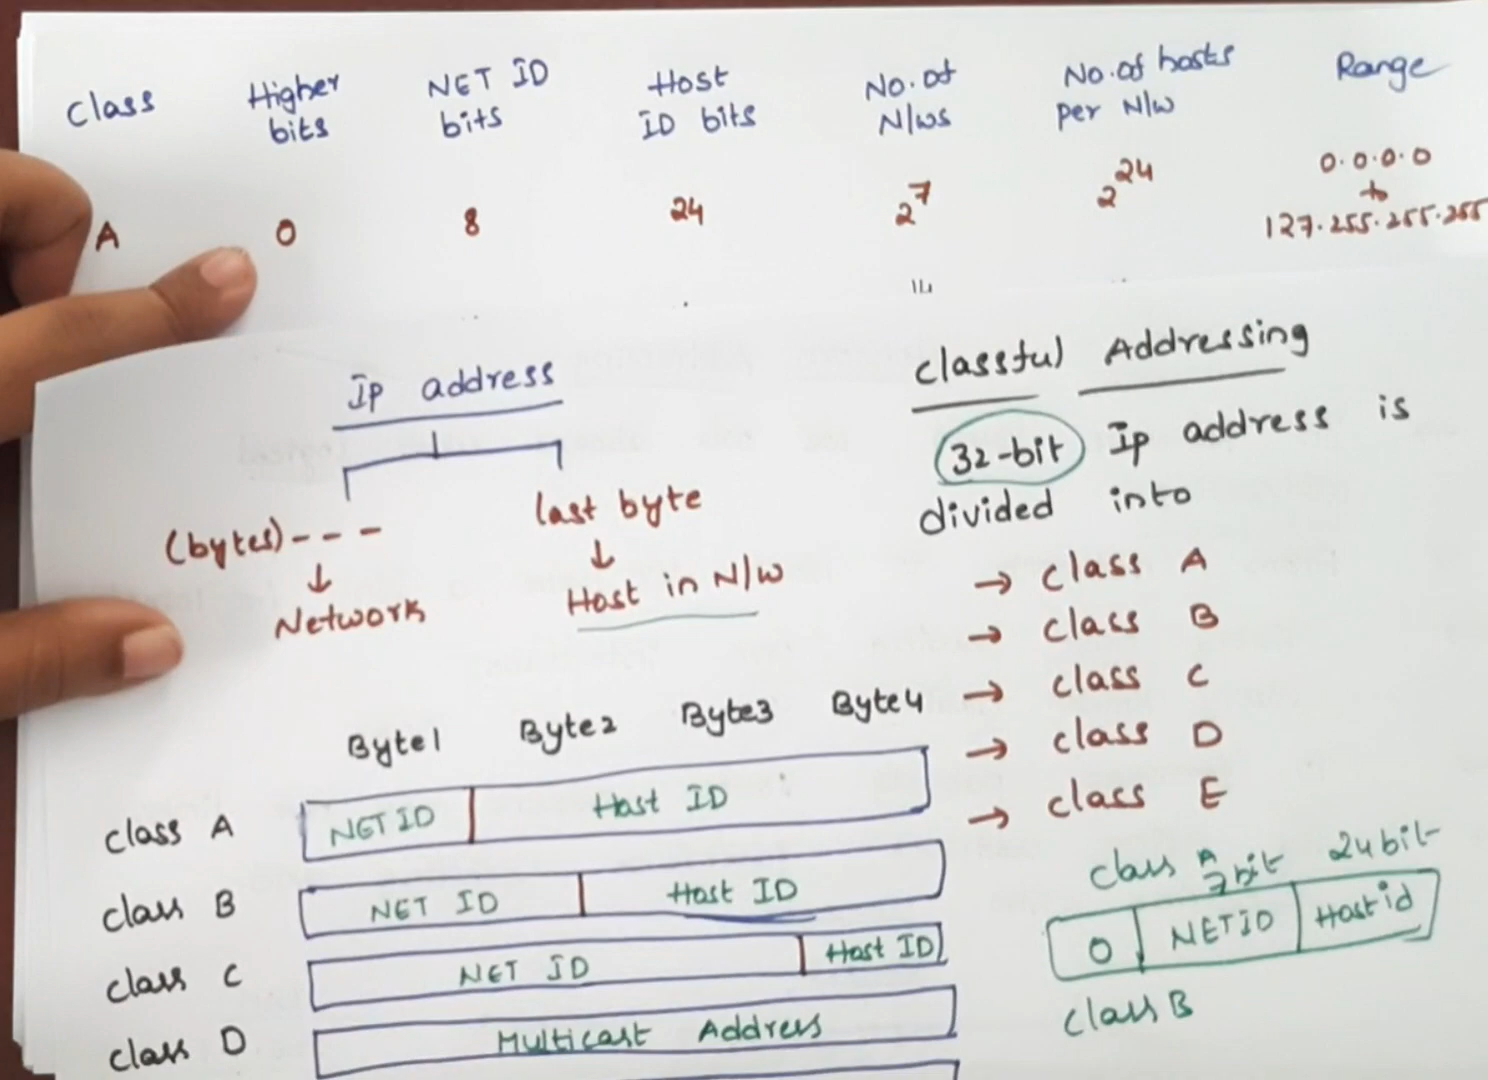 Class Higher bits NET ID bits Host ID bits No. of N/ws No. of hosts per N/w Range
A 0 8 24 2^7 2^24 0.0.0.0 to 127.255.255.255
Ip address
(bytes) - - -
↓
Network
last byte
↓
Host in N/w
Classful Addressing
32-bit Ip address is
divided into
→ class A
→ class B
→ class C
→ class D
→ class E
Byte1 Byte2 Byte3 Byte4
class A NET ID Host ID
class B NET ID Host ID
class C NET ID Host ID
class D Multicast Address
class A 7 bit 24 bit
0 NET ID Host id
class B